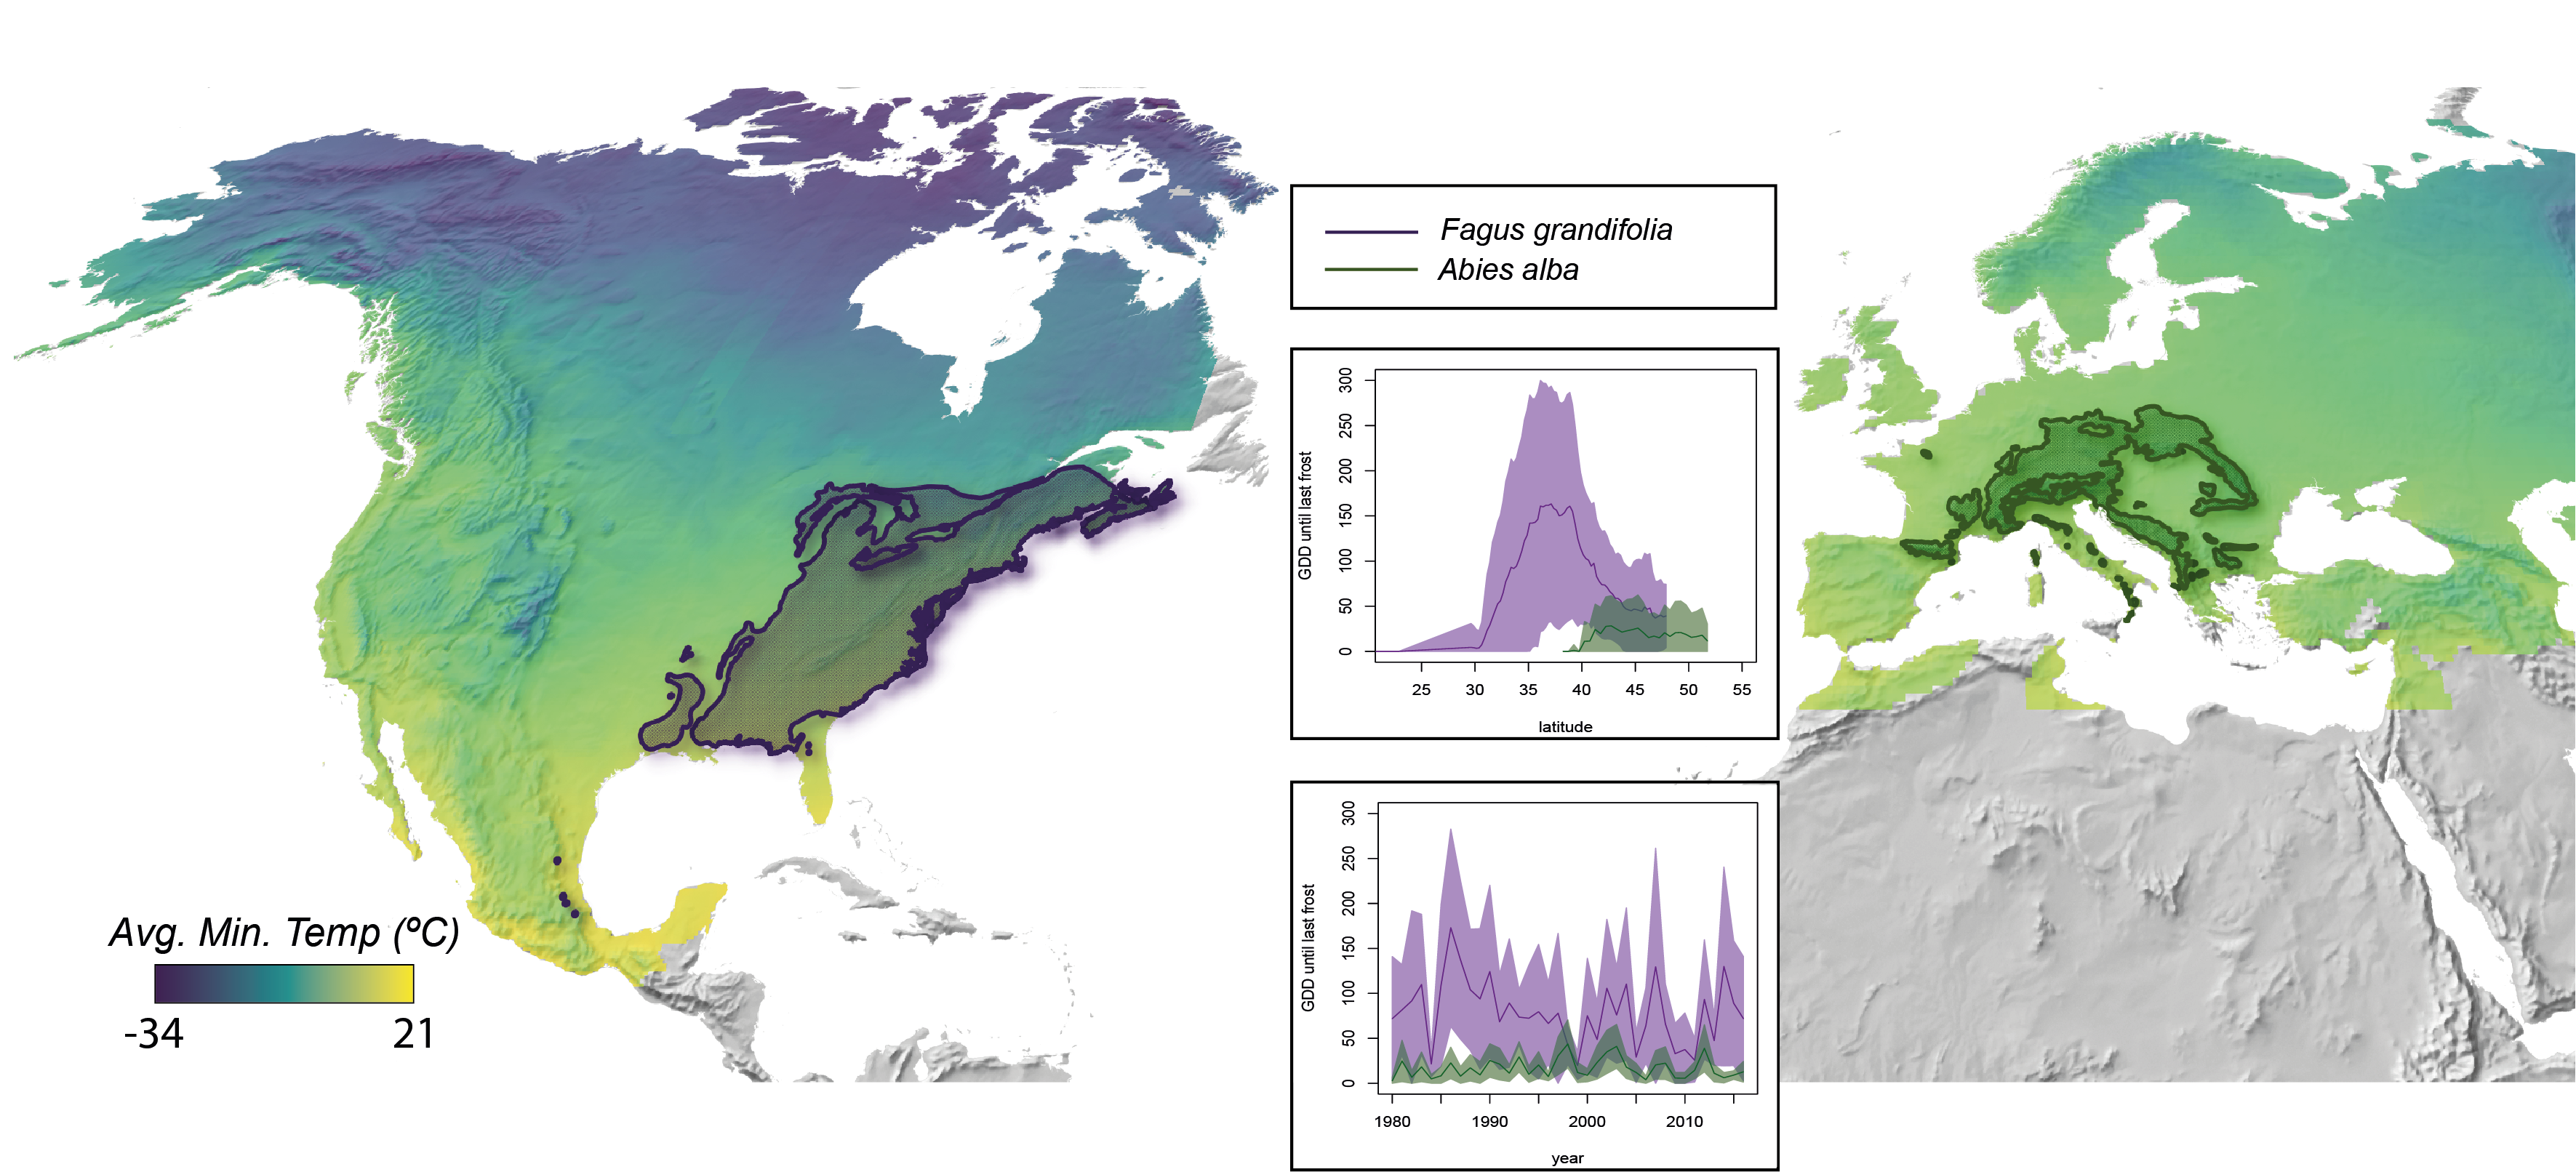 Fagus grandifolia
Abies alba
GDD until last frost
300
250
200
150
100
50
0
25 30 35 40 45 50 55
latitude
GDD until last frost
300
250
200
150
100
50
0
1980 1990 2000 2010
year
Avg. Min. Temp (ºC)
-34 21